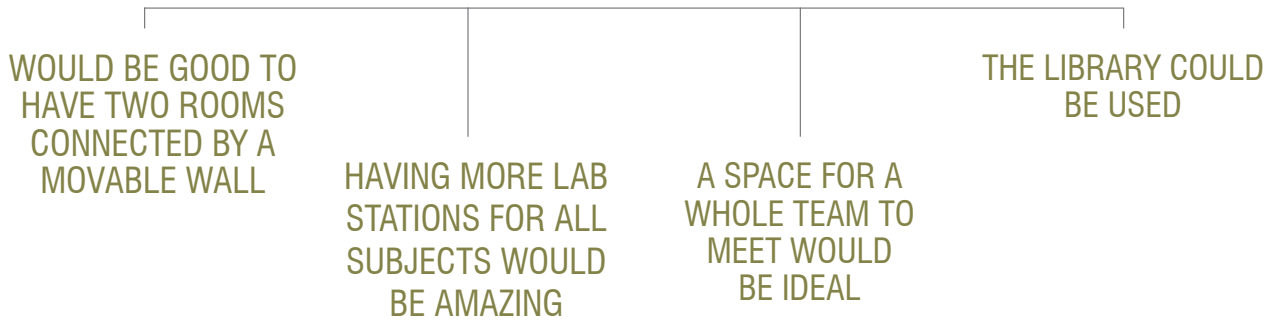 WOULD BE GOOD TO
HAVE TWO ROOMS
CONNECTED BY A
MOVABLE WALL
HAVING MORE LAB
STATIONS FOR ALL
SUBJECTS WOULD
BE AMAZING
A SPACE FOR A
WHOLE TEAM TO
MEET WOULD
BE IDEAL
THE LIBRARY COULD
BE USED